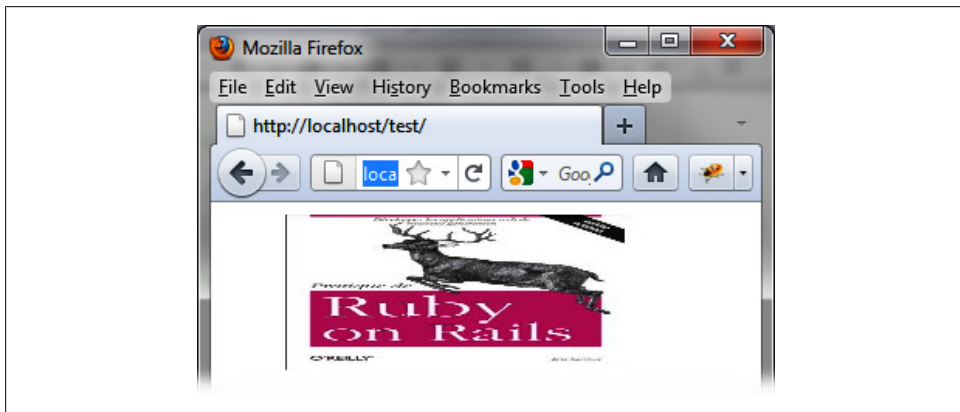 Mozilla Firefox
File Edit View History Bookmarks Tools Help
http://localhost/test/
loca
Goo
Pratique de
Ruby
on Rails
O'REILLY